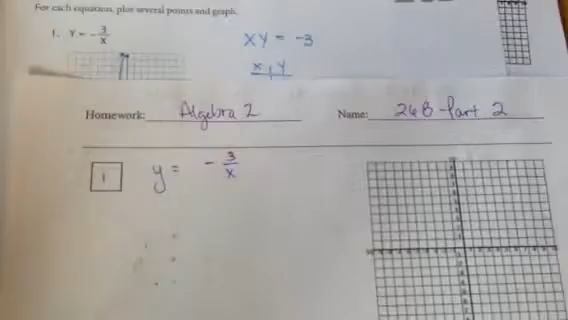 For each equation, plot several points and graph.
1. Y = - 3/x
XY = -3
x, y
Homework: Algebra 2 Name: 26B-Part 2
1 y = - 3/x